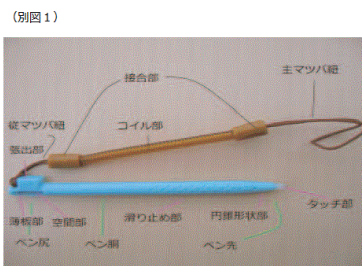 （別図１）
接合部
主マツバ紐
従マツバ紐
コイル部
張出部
薄板部
空間部
滑り止め部
円錐形状部
タッチ部
ペン尻
ペン胴
ペン先